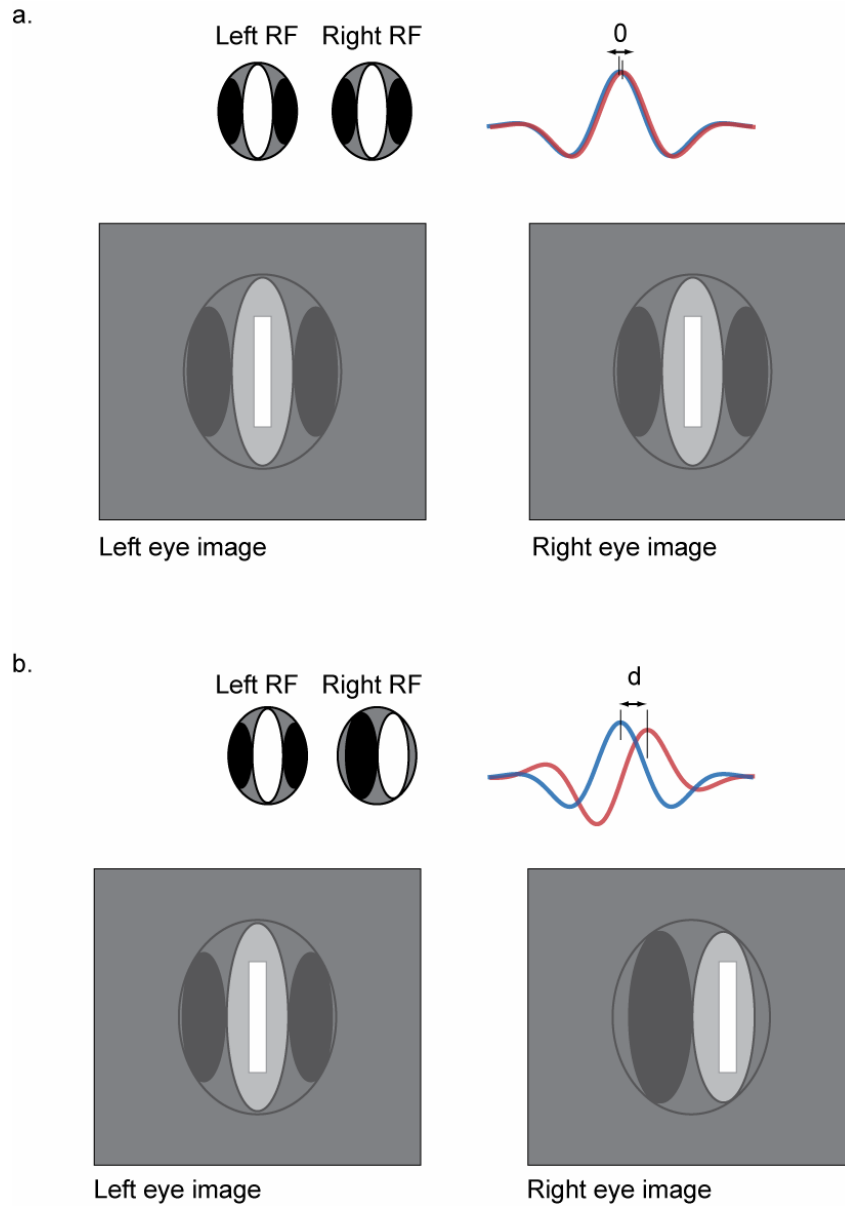 a.
Left RF Right RF
0
Left eye image Right eye image
b.
Left RF Right RF
d
Left eye image Right eye image